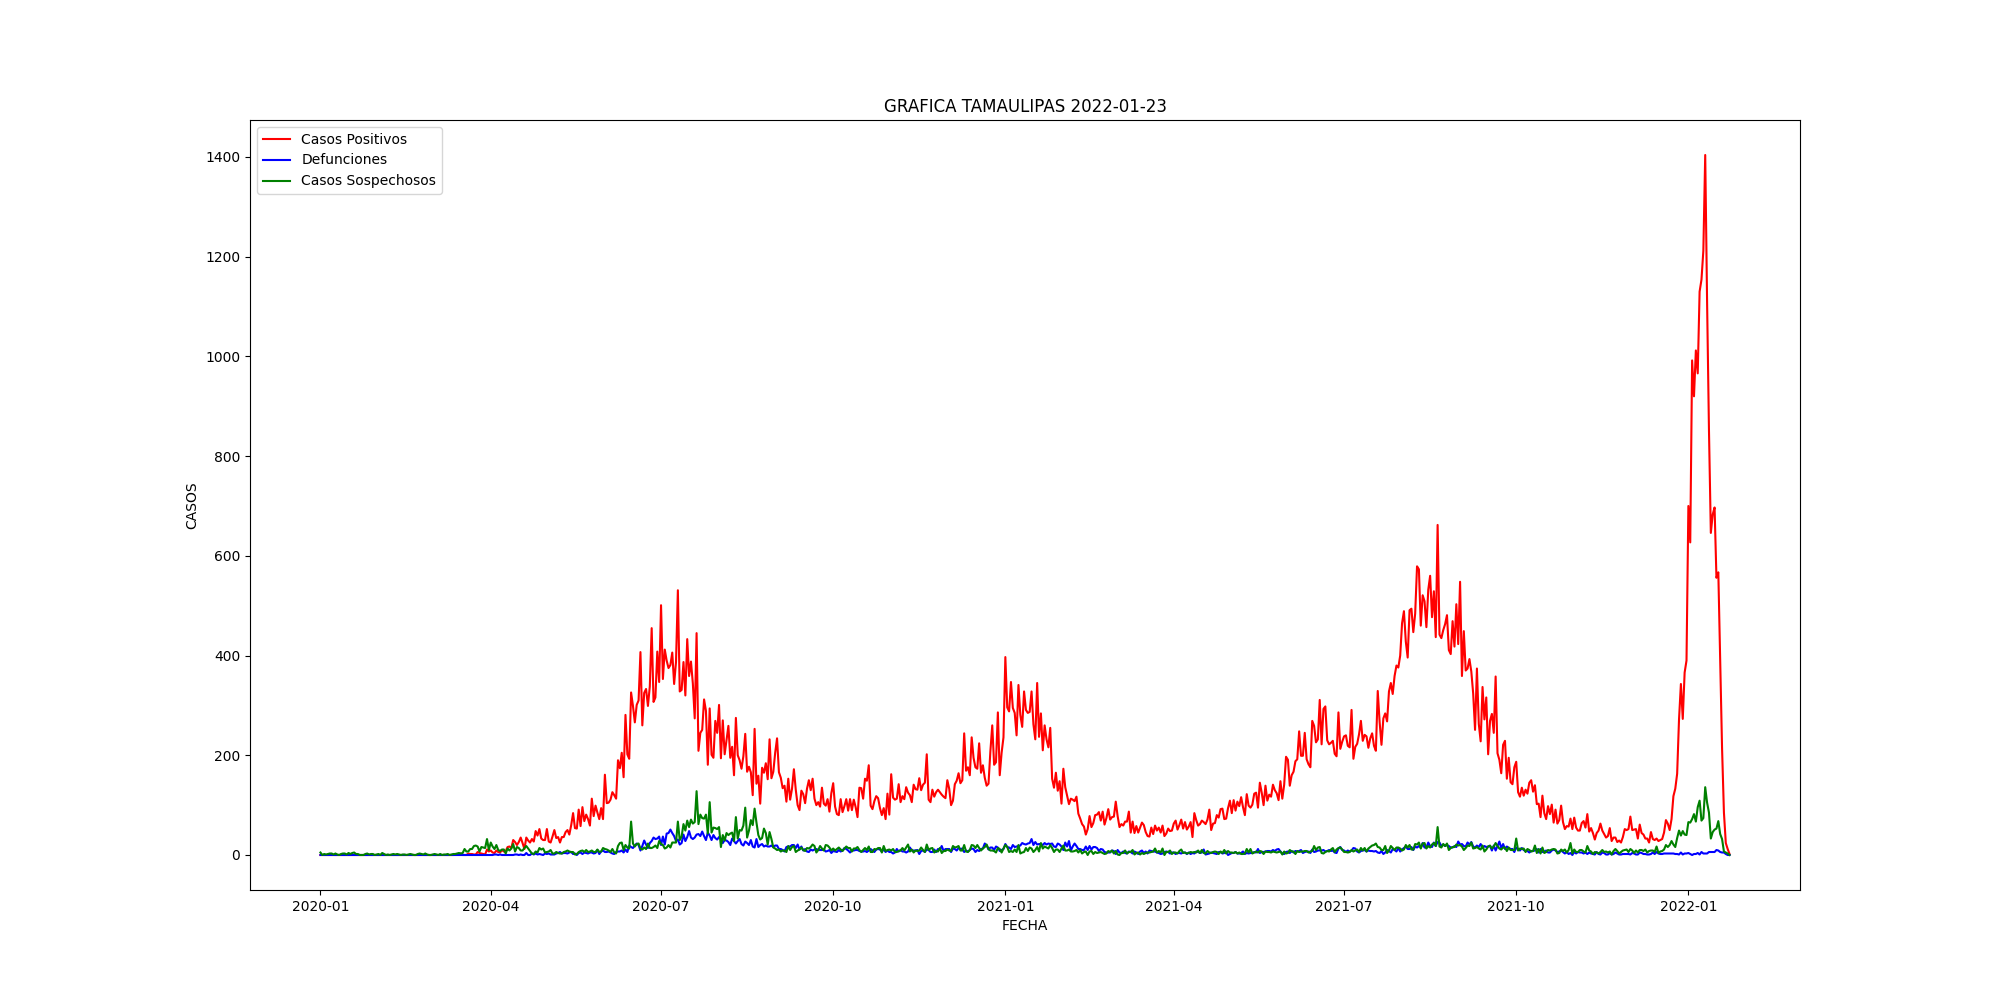 GRAFICA TAMAULIPAS 2022-01-23
Casos Positivos
Defunciones
Casos Sospechosos
1400
1200
1000
800
600
400
200
0
CASOS
2020-01 2020-04 2020-07 2020-10 2021-01 2021-04 2021-07 2021-10 2022-01
FECHA